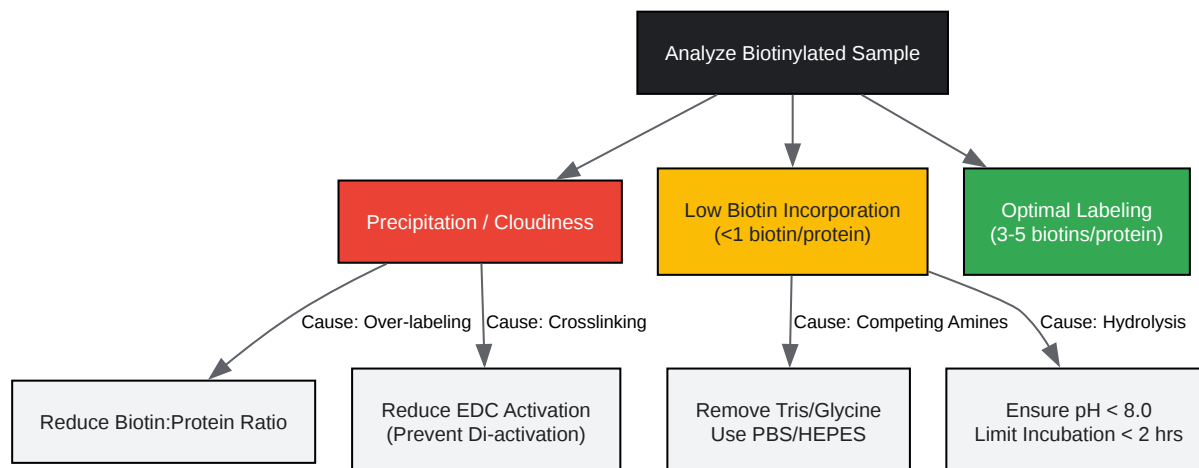 Analyze Biotinylated Sample
Precipitation / Cloudiness
Low Biotin Incorporation
(<1 biotin/protein)
Optimal Labeling
(3-5 biotins/protein)
Cause: Over-labeling
Cause: Crosslinking
Cause: Competing Amines
Cause: Hydrolysis
Reduce Biotin:Protein Ratio
Reduce EDC Activation
(Prevent Di-activation)
Remove Tris/Glycine
Use PBS/HEPES
Ensure pH < 8.0
Limit Incubation < 2 hrs